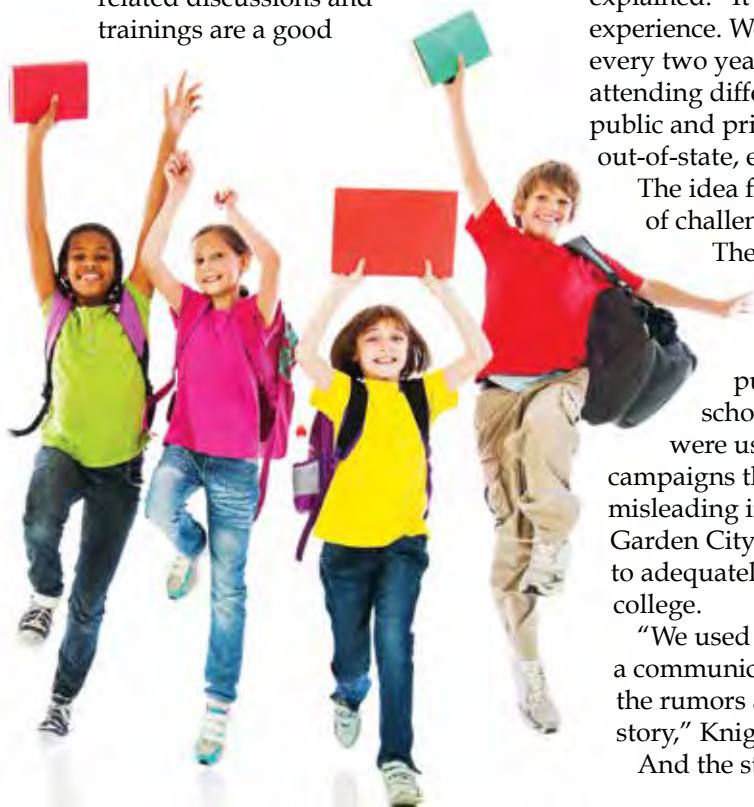 related discussions and
trainings are a good
explained. "It
experience. W
every two yea
attending diffe
public and pri
out-of-state, e
The idea f
of challen
The
pu
scho
were us
campaigns th
misleading i
Garden City
to adequatel
college.
"We used
a communic
the rumors a
story," Knig
And the st